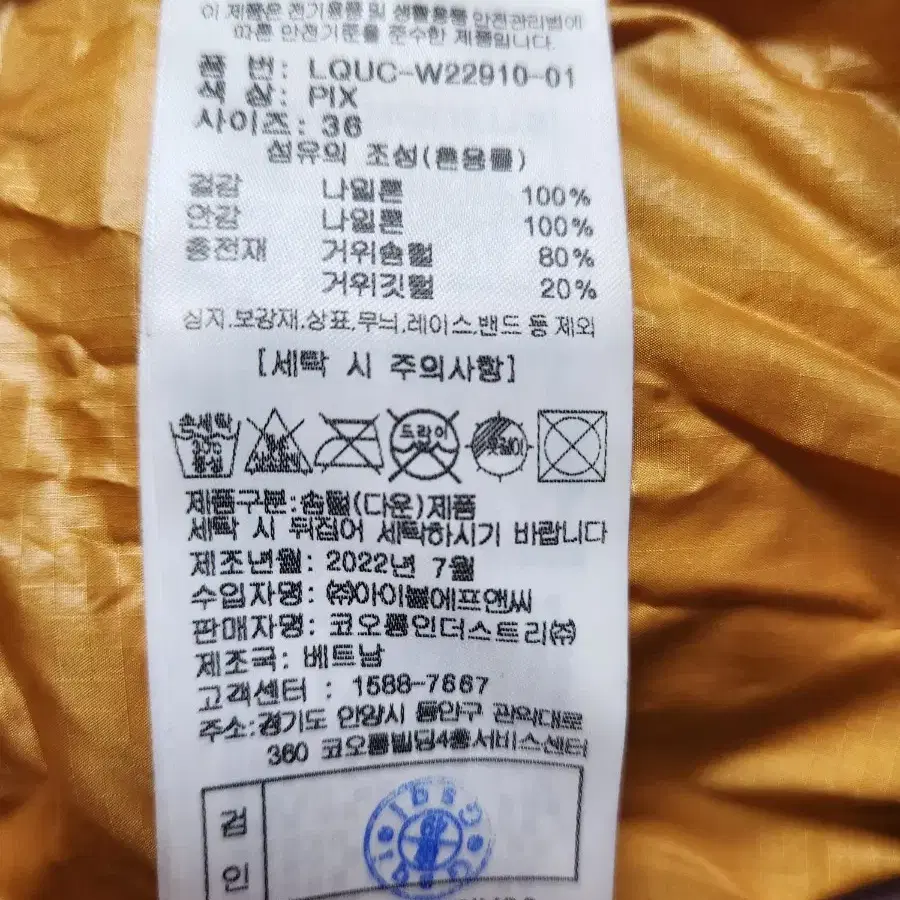 이 제품은 전기용품 및 생활용품 안전관리법에
따른 안전기준을 준수한 제품입니다.
품 번: LQUC-W22910-01
색 상: PIX
사이즈: 36
섬유의 조성(혼용률)
겉감 나일론 100%
안감 나일론 100%
충전재 거위솜털 80%
거위깃털 20%
심지.보강재.상표.무늬.레이스.밴드 등 제외
[세탁 시 주의사항]
손세탁 30℃ 중성 드라이 옷걸이
제품구분:솜털(다운)제품
세탁 시 뒤집어 세탁하시기 바랍니다
제조년월: 2022년 7월
수입자명: ㈜아이블에프앤씨
판매자명: 코오롱인더스트리㈜
제조국: 베트남
고객센터 : 1588-7667
주소:경기도 안양시 동안구 관악대로
360 코오롱빌딩4층서비스센터
검
인